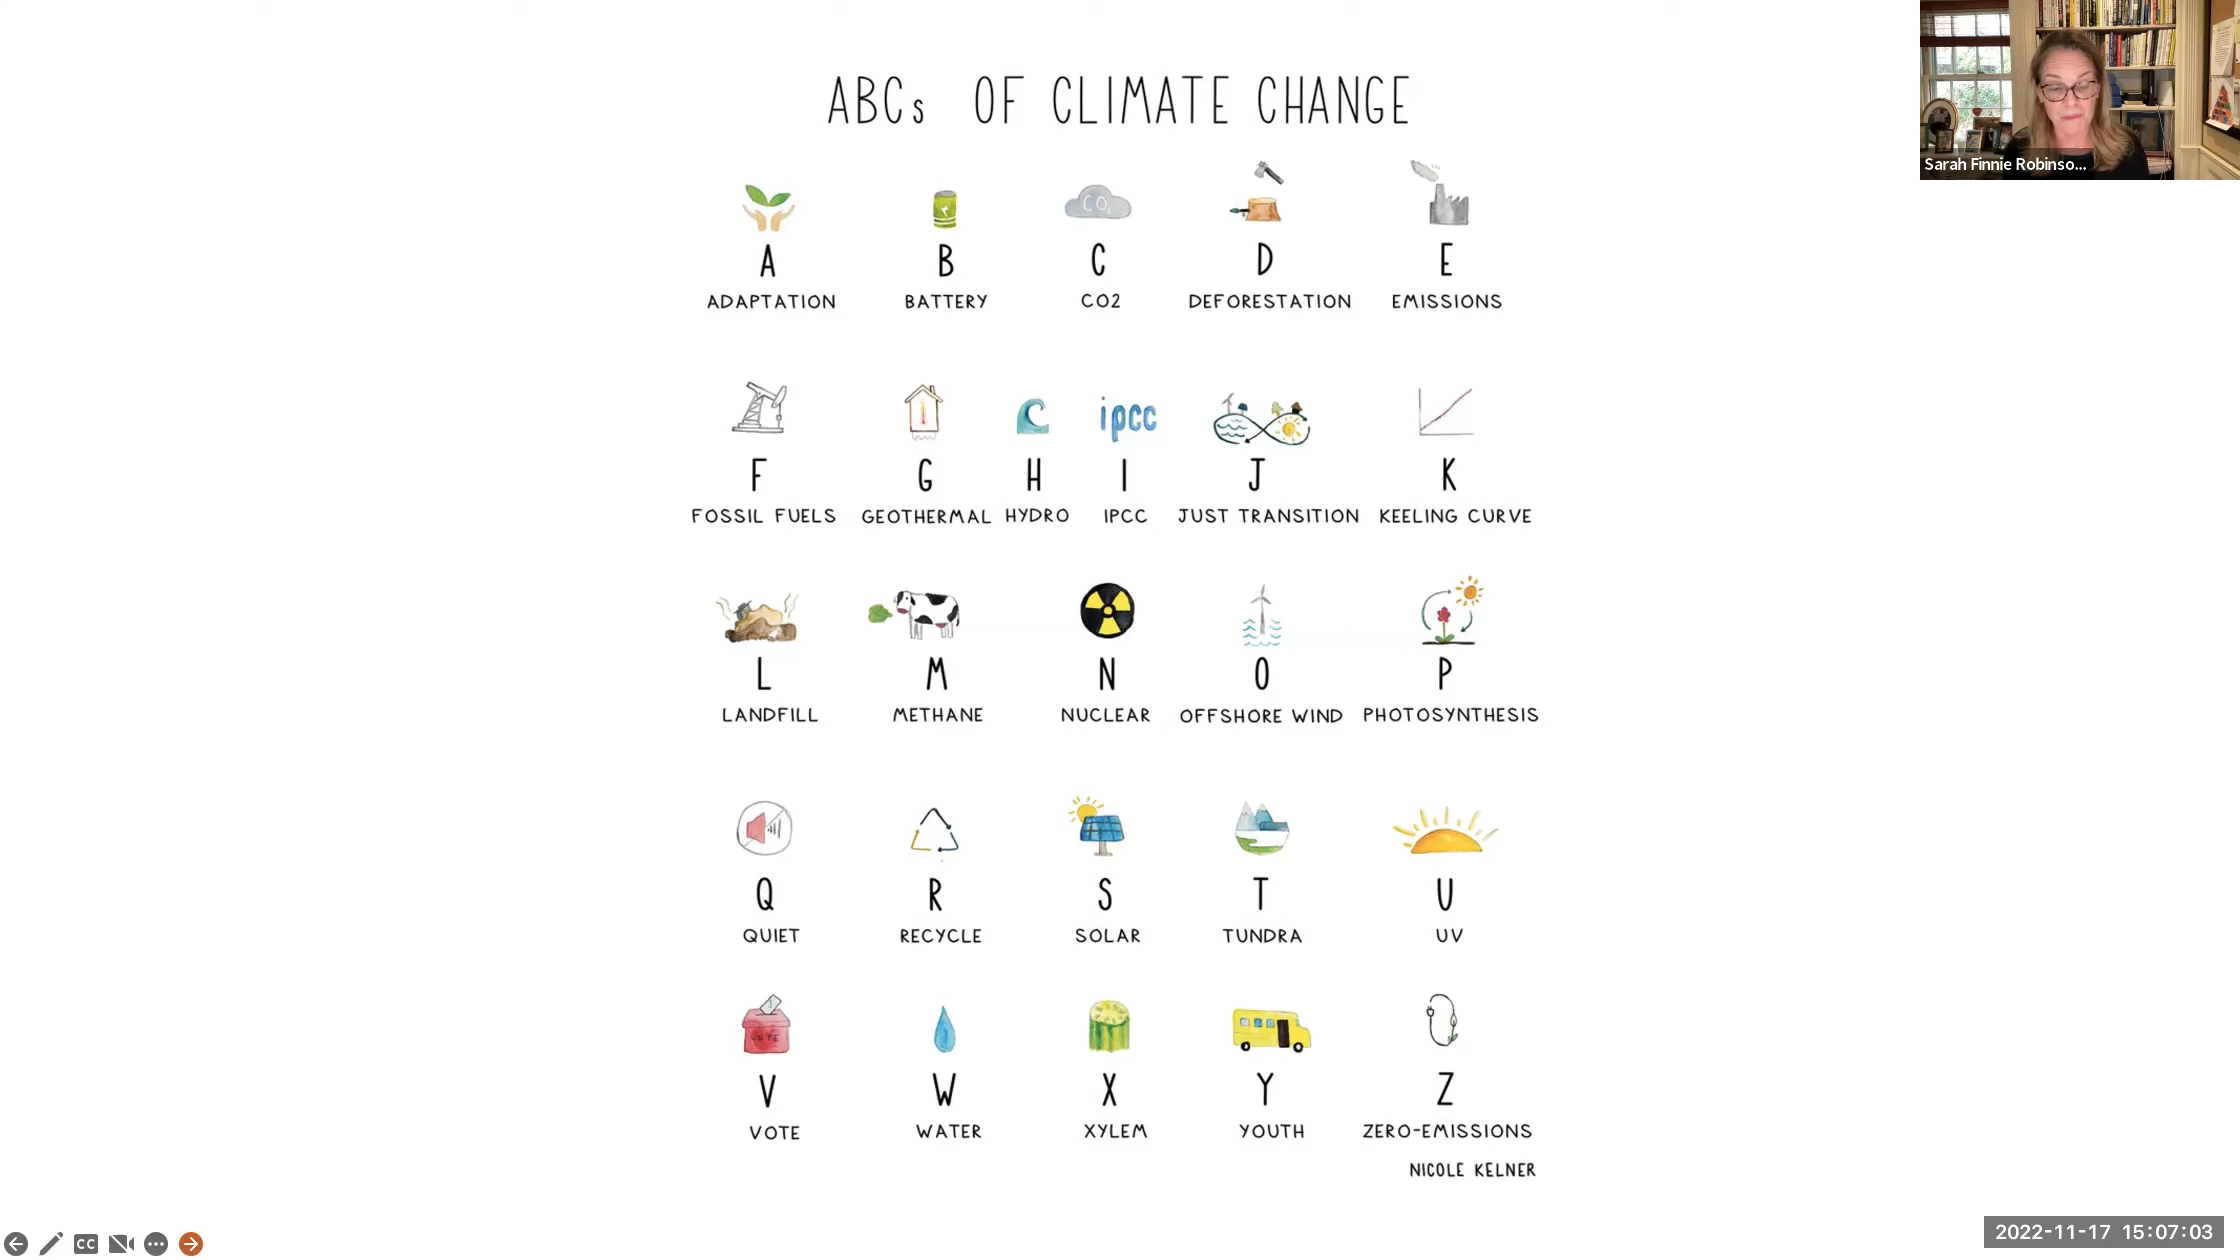 ABCs OF CLIMATE CHANGE
Sarah Finnie Robinso...
CO2
A B C D E
ADAPTATION BATTERY CO2 DEFORESTATION EMISSIONS
ipcc
F G H I J K
FOSSIL FUELS GEOTHERMAL HYDRO IPCC JUST TRANSITION KEELING CURVE
L M N O P
LANDFILL METHANE NUCLEAR OFFSHORE WIND PHOTOSYNTHESIS
Q R S T U
QUIET RECYCLE SOLAR TUNDRA UV
VOTE
V W X Y Z
VOTE WATER XYLEM YOUTH ZERO-EMISSIONS
NICOLE KELNER
CC
2022-11-17 15:07:03